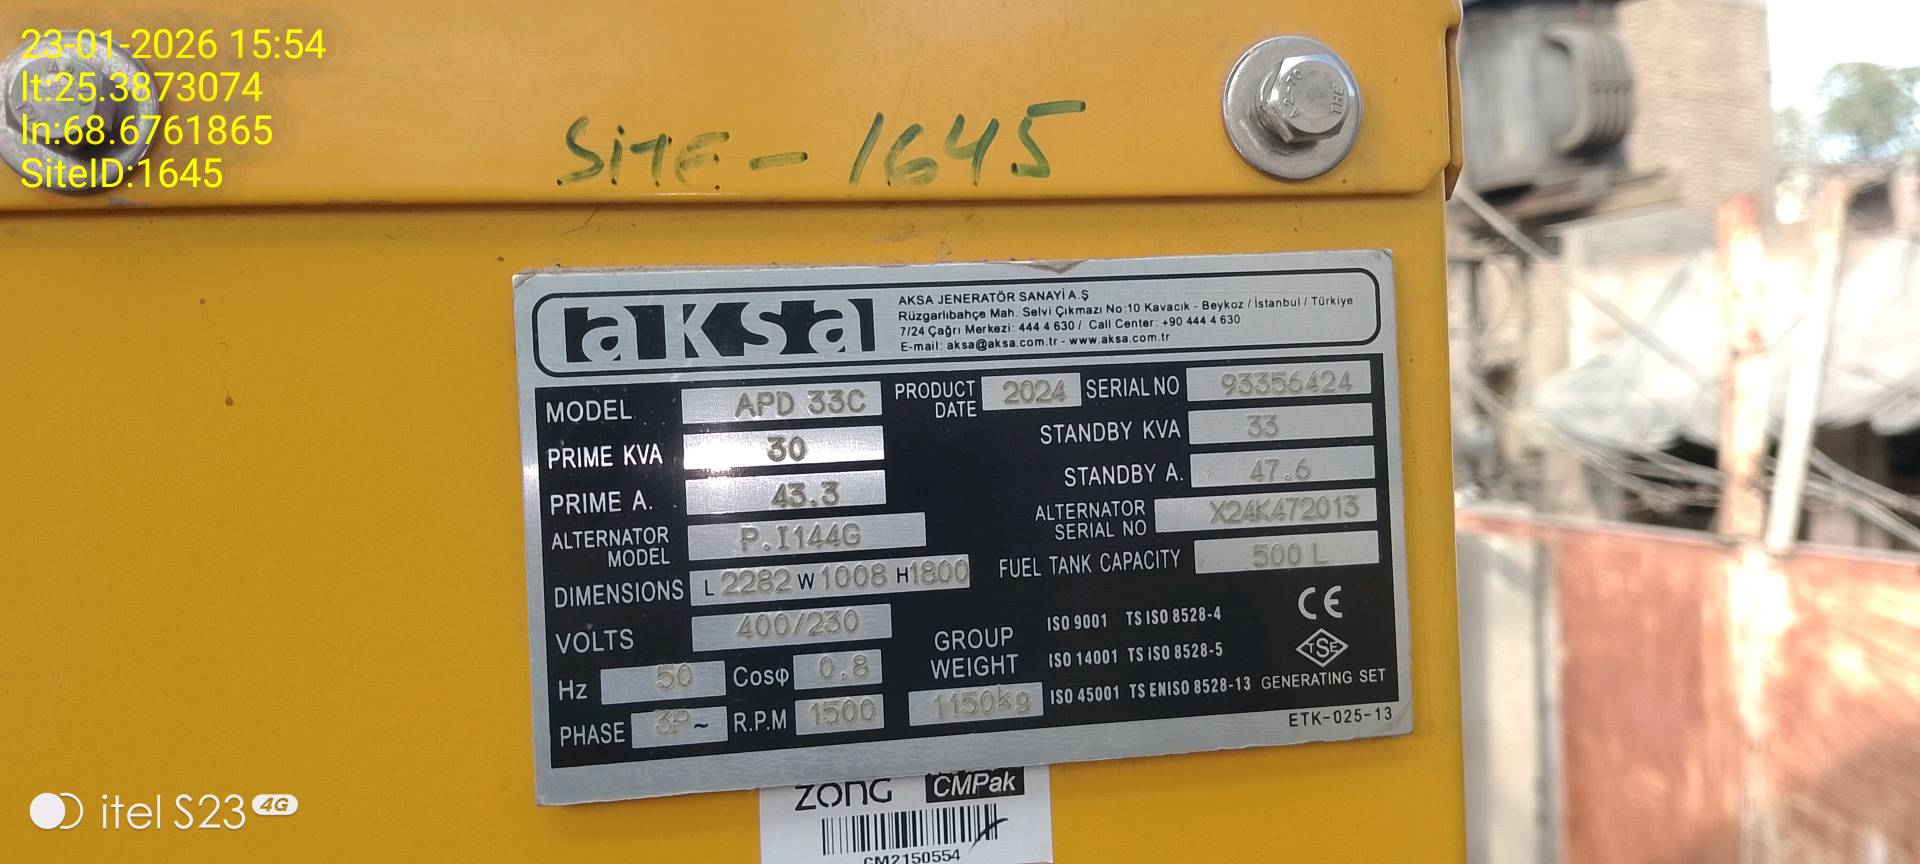 23-01-2026 15:54
lt:25.3873074
ln:68.6761865
SiteID:1645
SITE - 1645
A2-70
THE
aksa
AKSA JENERATÖR SANAYİ A.Ş
Rüzgarlıbahçe Mah. Selvi Çıkmazı No:10 Kavacık - Beykoz / İstanbul / Türkiye
7/24 Çağrı Merkezi: 444 4 630 / Call Center: +90 444 4 630
E-mail: aksa@aksa.com.tr - www.aksa.com.tr
MODEL APD 33C PRODUCT DATE 2024 SERIAL NO 93356424
PRIME KVA 30 STANDBY KVA 33
PRIME A. 43.3 STANDBY A. 47.6
ALTERNATOR MODEL P.I144G ALTERNATOR SERIAL NO X24K472013
DIMENSIONS L 2282 W 1008 H 1800 FUEL TANK CAPACITY 500 L
VOLTS 400/230
Hz 50 Cosφ 0.8 GROUP WEIGHT 1150kg
PHASE 3P~ R.P.M 1500
ISO 9001 TS ISO 8528-4
ISO 14001 TS ISO 8528-5
ISO 45001 TS EN ISO 8528-13
CE
TSE
GENERATING SET
ETK-025-13
zong CMPak
CM2150554
itel S23 4G